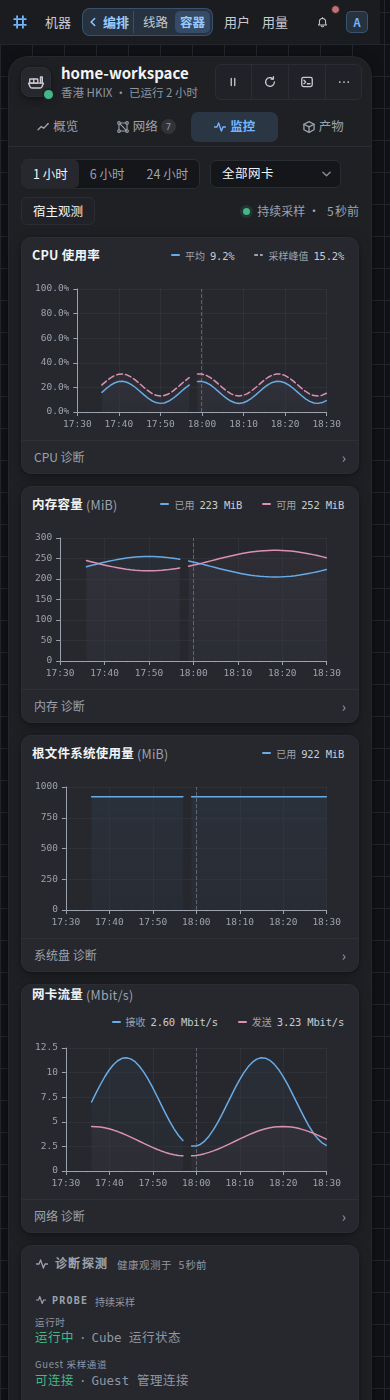 机器 编排 线路 容器 用户 用量 A
home-workspace
香港 HKIX • 已运行 2 小时
概览 网络 7 监控 产物
1 小时 6 小时 24 小时 全部网卡
宿主观测 持续采样 • 5秒前
CPU 使用率 平均 9.2% 采样峰值 15.2%
100.0%
80.0%
60.0%
40.0%
20.0%
0.0%
17:30 17:40 17:50 18:00 18:10 18:20 18:30
CPU 诊断 ›
内存容量 (MiB) 已用 223 MiB 可用 252 MiB
300
250
200
150
100
50
0
17:30 17:40 17:50 18:00 18:10 18:20 18:30
内存 诊断 ›
根文件系统使用量 (MiB) 已用 922 MiB
1000
750
500
250
0
17:30 17:40 17:50 18:00 18:10 18:20 18:30
系统盘 诊断 ›
网卡流量 (Mbit/s)
接收 2.60 Mbit/s 发送 3.23 Mbit/s
12.5
10
7.5
5
2.5
0
17:30 17:40 17:50 18:00 18:10 18:20 18:30
网络 诊断 ›
诊断探测 健康观测于 5秒前
PROBE 持续采样
运行时
运行中 · Cube 运行状态
Guest 采样通道
可连接 · Guest 管理连接